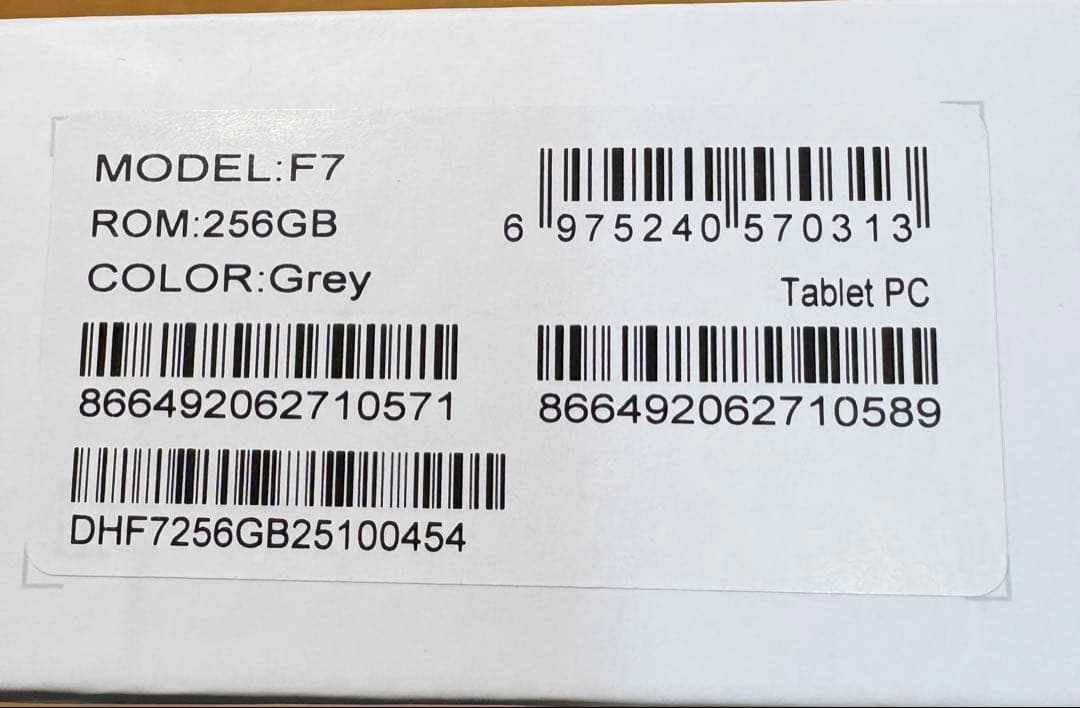 MODEL:F7
ROM:256GB
COLOR:Grey
6 975240 570313
Tablet PC
866492062710571
866492062710589
DHF7256GB25100454